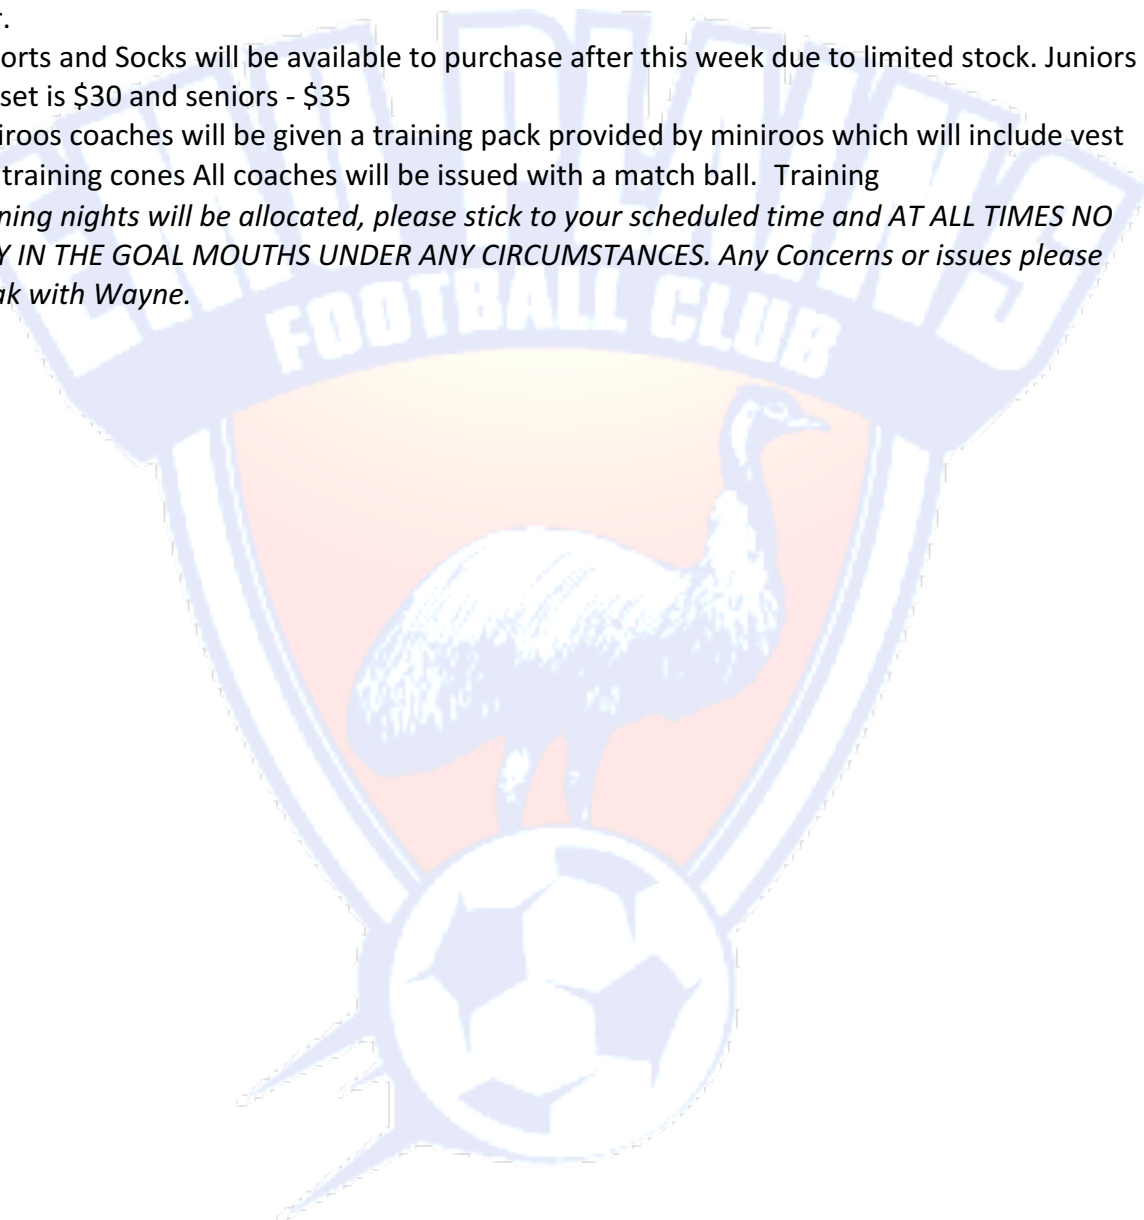 r.
orts and Socks will be available to purchase after this week due to limited stock. Juniors
set is $30 and seniors - $35
iroos coaches will be given a training pack provided by miniroos which will include vest
training cones All coaches will be issued with a match ball.  Training
ning nights will be allocated, please stick to your scheduled time and AT ALL TIMES NO
Y IN THE GOAL MOUTHS UNDER ANY CIRCUMSTANCES. Any Concerns or issues please
ak with Wayne.
EMU PLAINS
FOOTBALL CLUB